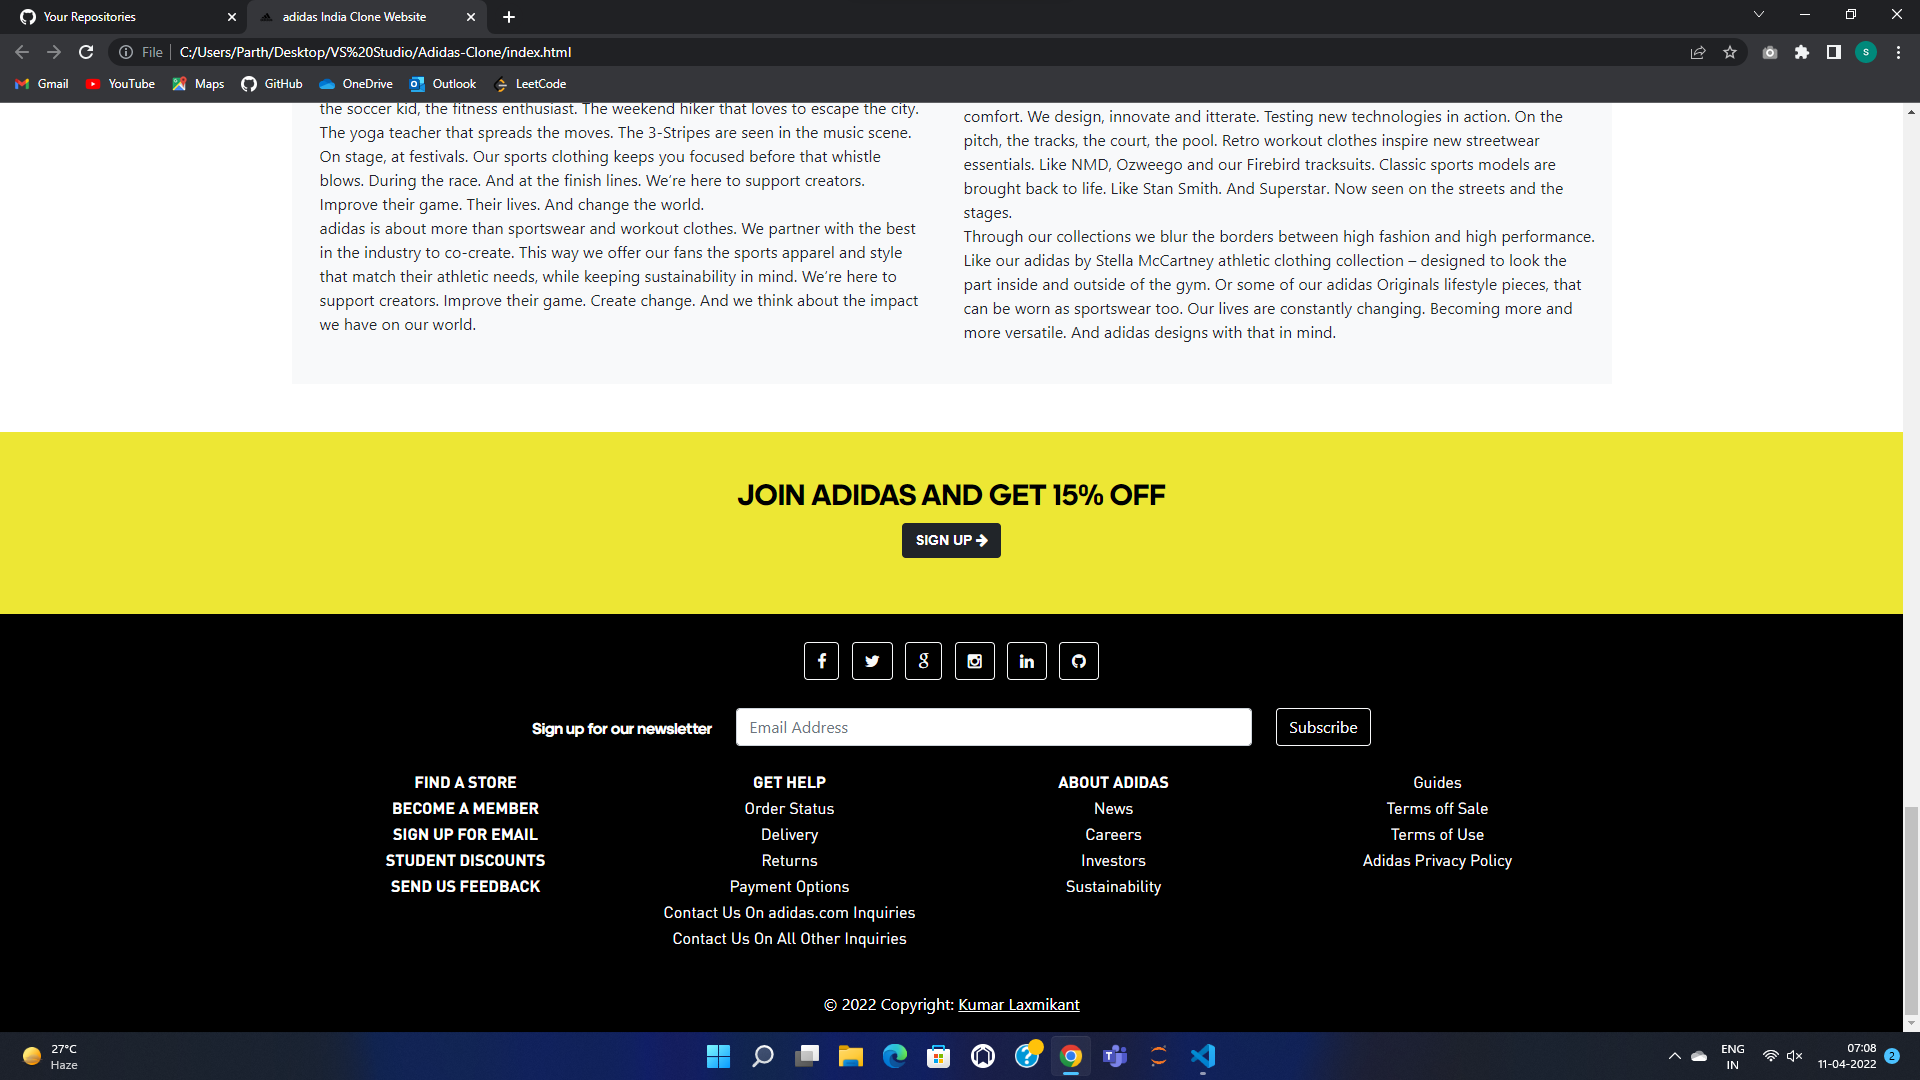 Your Repositories
adidas India Clone Website
File
C:/Users/Parth/Desktop/VS%20Studio/Adidas-Clone/index.html
S
Gmail
YouTube
Maps
GitHub
OneDrive
Outlook
LeetCode
the soccer kid, the fitness enthusiast. The weekend hiker that loves to escape the city.
The yoga teacher that spreads the moves. The 3-Stripes are seen in the music scene.
On stage, at festivals. Our sports clothing keeps you focused before that whistle
blows. During the race. And at the finish lines. We're here to support creators.
Improve their game. Their lives. And change the world.
adidas is about more than sportswear and workout clothes. We partner with the best
in the industry to co-create. This way we offer our fans the sports apparel and style
that match their athletic needs, while keeping sustainability in mind. We're here to
support creators. Improve their game. Create change. And we think about the impact
we have on our world.
comfort. We design, innovate and itterate. Testing new technologies in action. On the
pitch, the tracks, the court, the pool. Retro workout clothes inspire new streetwear
essentials. Like NMD, Ozweego and our Firebird tracksuits. Classic sports models are
brought back to life. Like Stan Smith. And Superstar. Now seen on the streets and the
stages.
Through our collections we blur the borders between high fashion and high performance.
Like our adidas by Stella McCartney athletic clothing collection – designed to look the
part inside and outside of the gym. Or some of our adidas Originals lifestyle pieces, that
can be worn as sportswear too. Our lives are constantly changing. Becoming more and
more versatile. And adidas designs with that in mind.
JOIN ADIDAS AND GET 15% OFF
SIGN UP
Sign up for our newsletter
Email Address
Subscribe
FIND A STORE
BECOME A MEMBER
SIGN UP FOR EMAIL
STUDENT DISCOUNTS
SEND US FEEDBACK
GET HELP
Order Status
Delivery
Returns
Payment Options
Contact Us On adidas.com Inquiries
Contact Us On All Other Inquiries
ABOUT ADIDAS
News
Careers
Investors
Sustainability
Guides
Terms off Sale
Terms of Use
Adidas Privacy Policy
© 2022 Copyright: Kumar Laxmikant
27°C
Haze
ENG
IN
07:08
11-04-2022
2